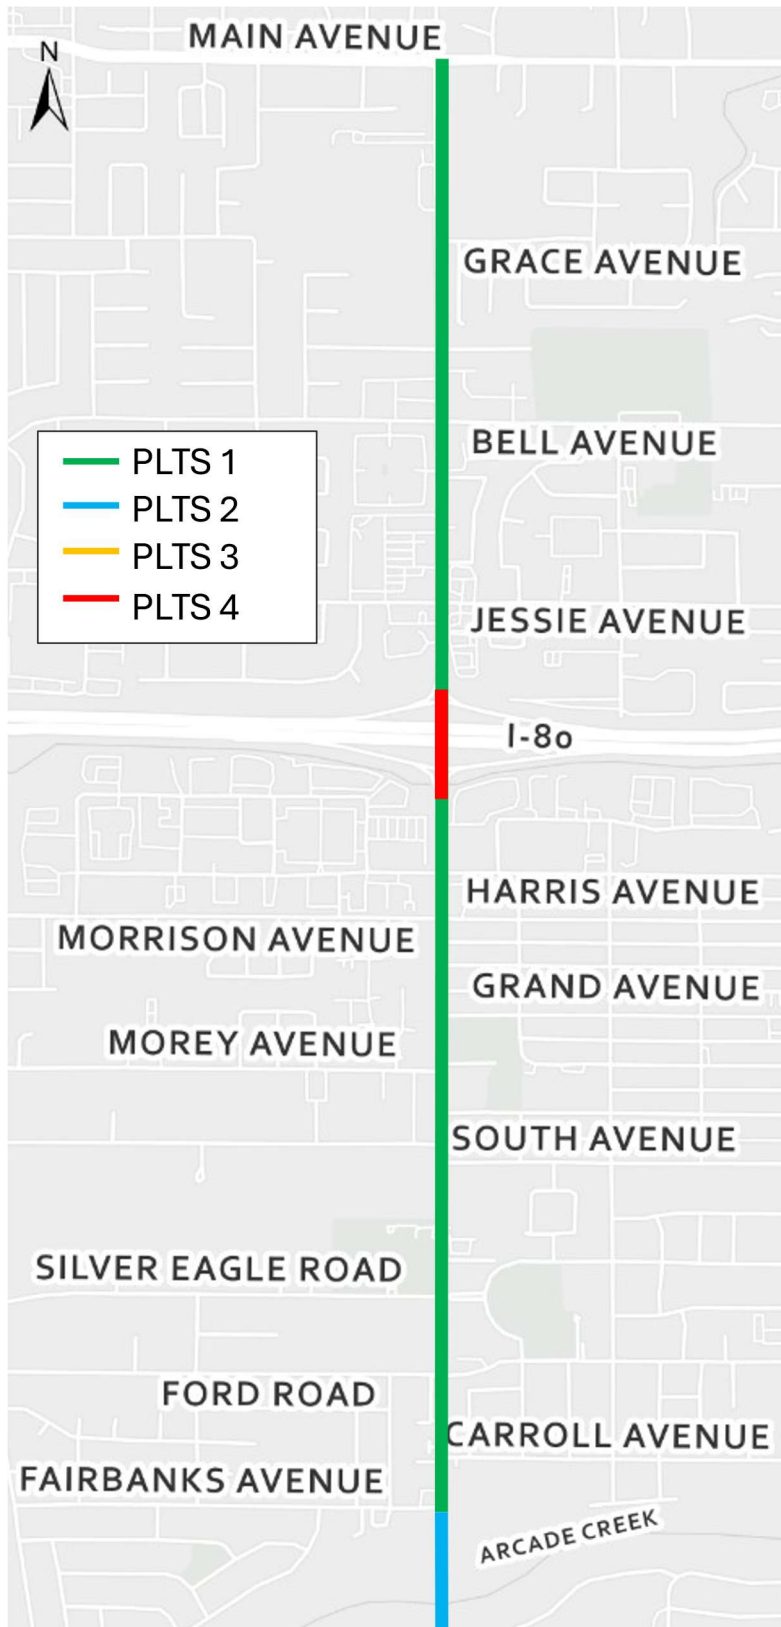 MAIN AVENUE
N
GRACE AVENUE
BELL AVENUE
PLTS 1
PLTS 2
PLTS 3
PLTS 4
JESSIE AVENUE
I-80
HARRIS AVENUE
MORRISON AVENUE
GRAND AVENUE
MOREY AVENUE
SOUTH AVENUE
SILVER EAGLE ROAD
FORD ROAD
CARROLL AVENUE
FAIRBANKS AVENUE
ARCADE CREEK